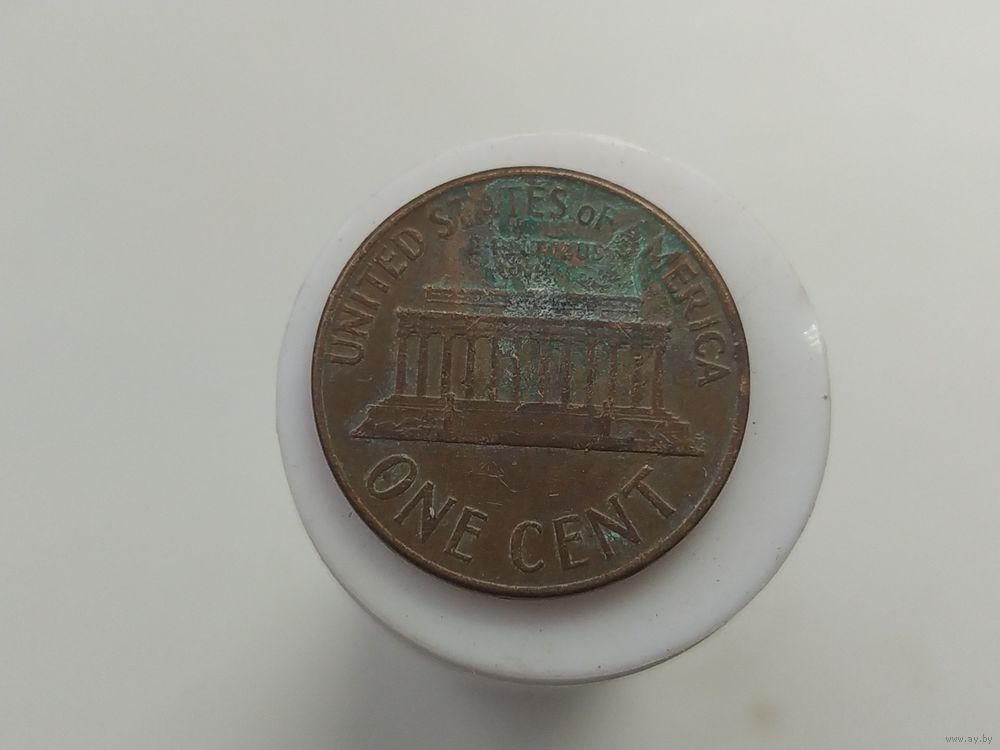 UNITED STATES OF AMERICA
ONE CENT
www.ay.by